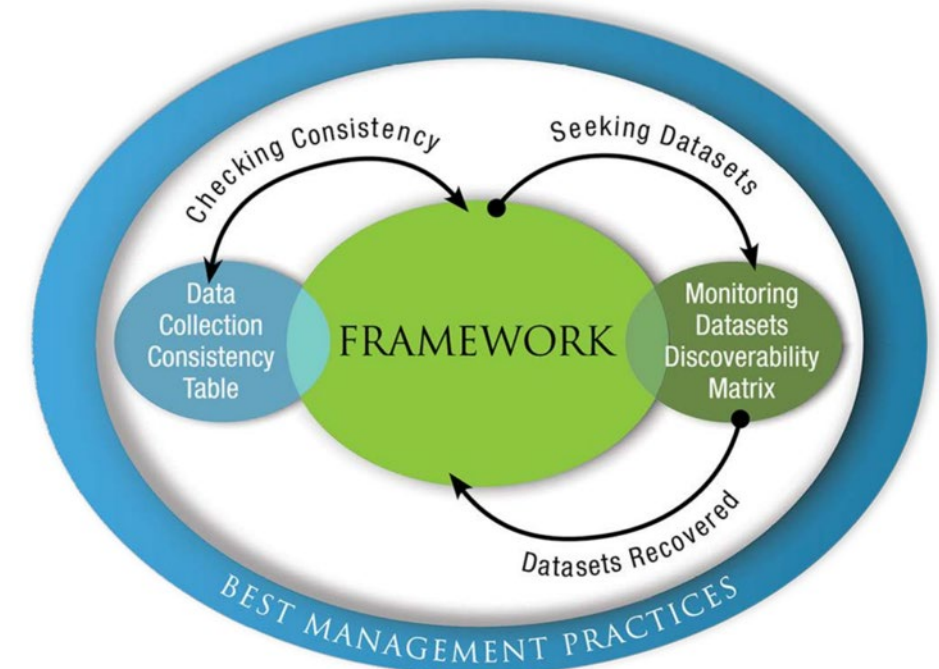 Checking Consistency
Seeking Datasets
Data
Collection
Consistency
Table
FRAMEWORK
Monitoring
Datasets
Discoverability
Matrix
Datasets Recovered
BEST MANAGEMENT PRACTICES